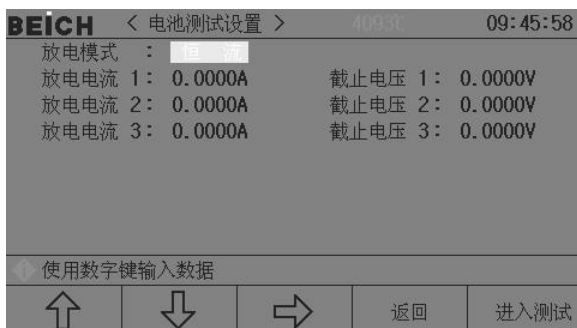 BEICH < 电池测试设置 > 4093℃ 09:45:58
放电模式 : 恒 流
放电电流 1: 0.0000A 截止电压 1: 0.0000V
放电电流 2: 0.0000A 截止电压 2: 0.0000V
放电电流 3: 0.0000A 截止电压 3: 0.0000V
使用数字键输入数据
返回 进入测试